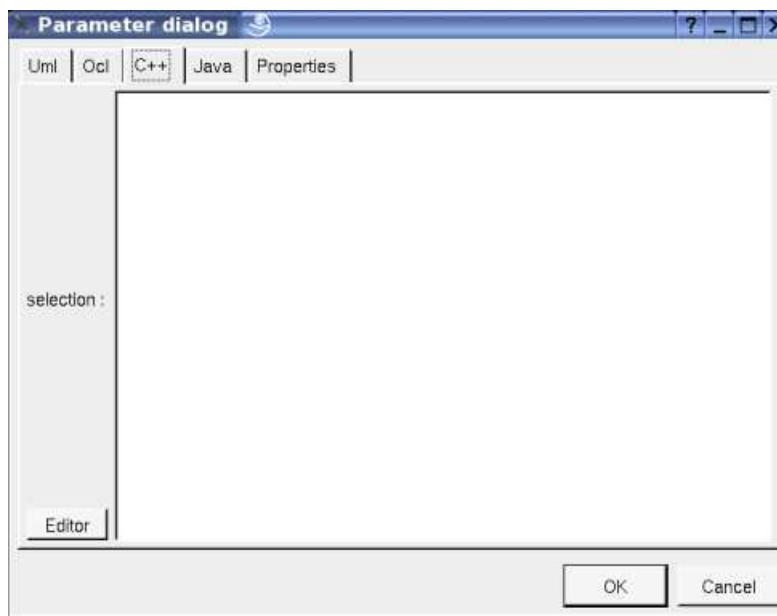 Parameter dialog
Uml Ocl C++ Java Properties
selection :
Editor
OK Cancel